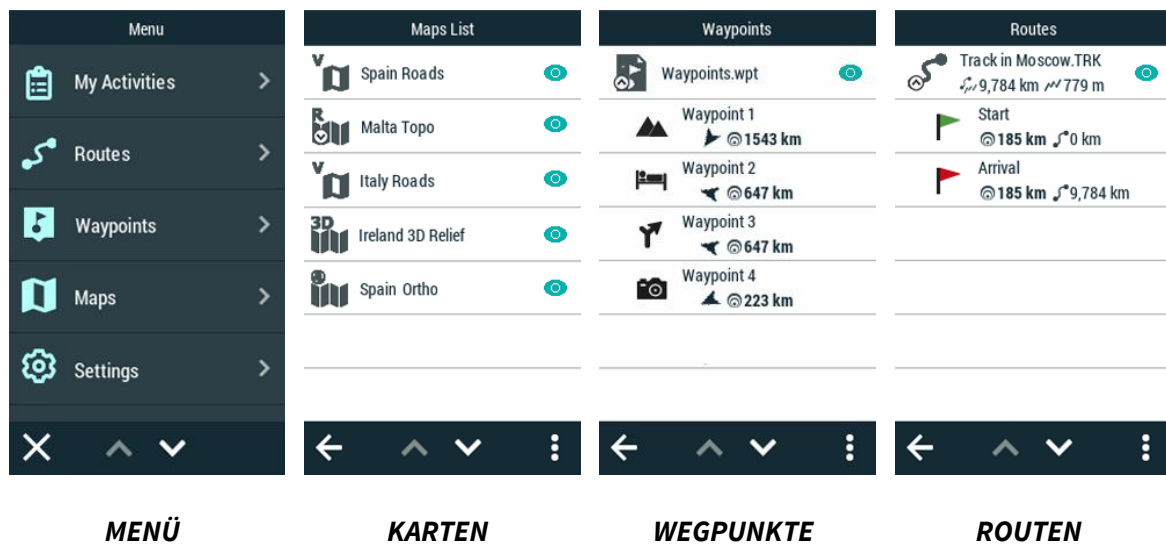 Menu
My Activities
Routes
Waypoints
Maps
Settings
MENÜ
Maps List
V
Spain Roads
R
Malta Topo
V
Italy Roads
3D
Ireland 3D Relief
Spain Ortho
KARTEN
Waypoints
Waypoints.wpt
Waypoint 1
1543 km
Waypoint 2
647 km
Waypoint 3
647 km
Waypoint 4
223 km
WEGPUNKTE
Routes
Track in Moscow.TRK
9,784 km 779 m
Start
185 km 0 km
Arrival
185 km 9,784 km
ROUTEN